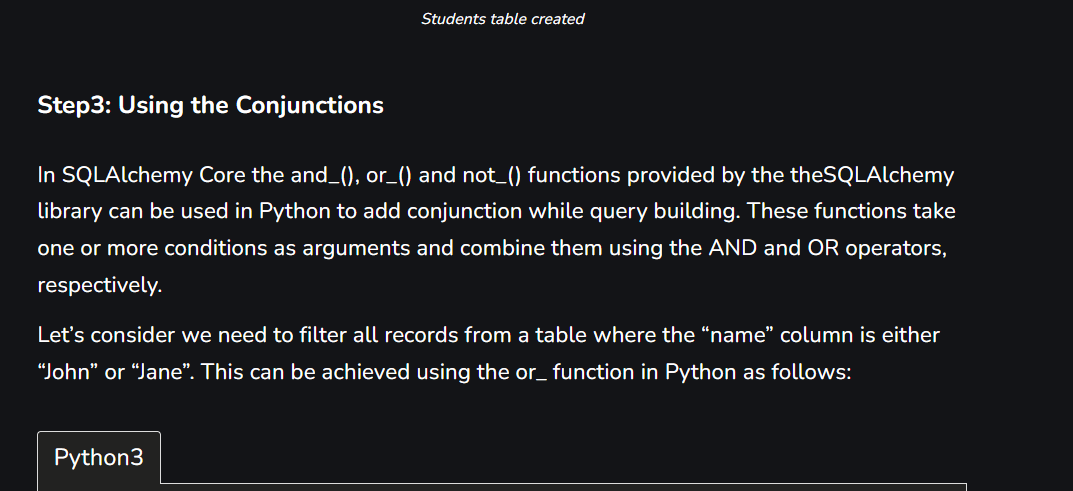 Students table created
Step3: Using the Conjunctions
In SQLAlchemy Core the and_(), or_() and not_() functions provided by the theSQLAlchemy
library can be used in Python to add conjunction while query building. These functions take
one or more conditions as arguments and combine them using the AND and OR operators,
respectively.
Let’s consider we need to filter all records from a table where the “name” column is either
“John” or “Jane”. This can be achieved using the or_ function in Python as follows:
Python3